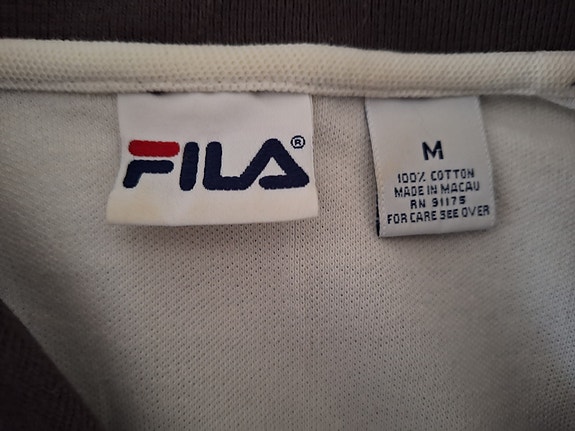 FILA®
M
100% COTTON
MADE IN MACAU
RN 91175
FOR CARE SEE OVER